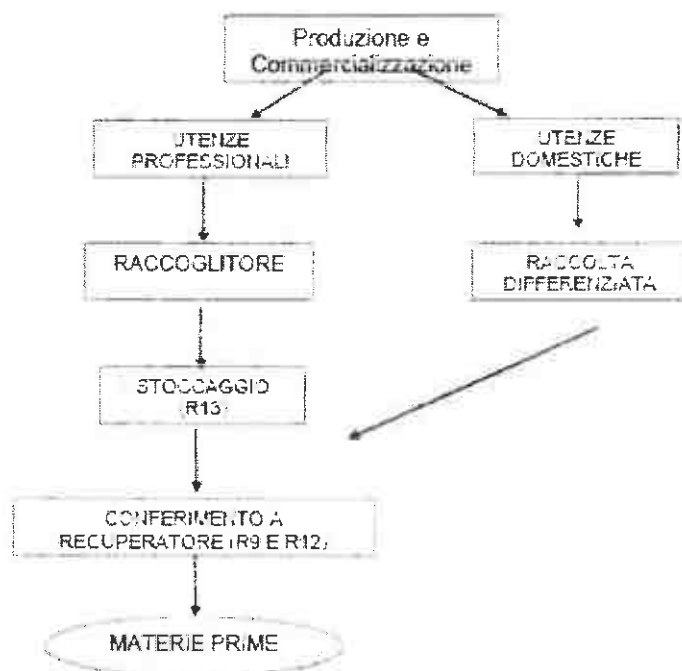 Produzione e
Commercializzazione
UTENZE
PROFESSIONALI
UTENZE
DOMESTICHE
RACCOGLITORE
RACCOLTA
DIFFERENZIATA
STOCCAGGIO
(R13)
CONFERIMENTO A
RECUPERATORE (R9 E R12)
MATERIE PRIME